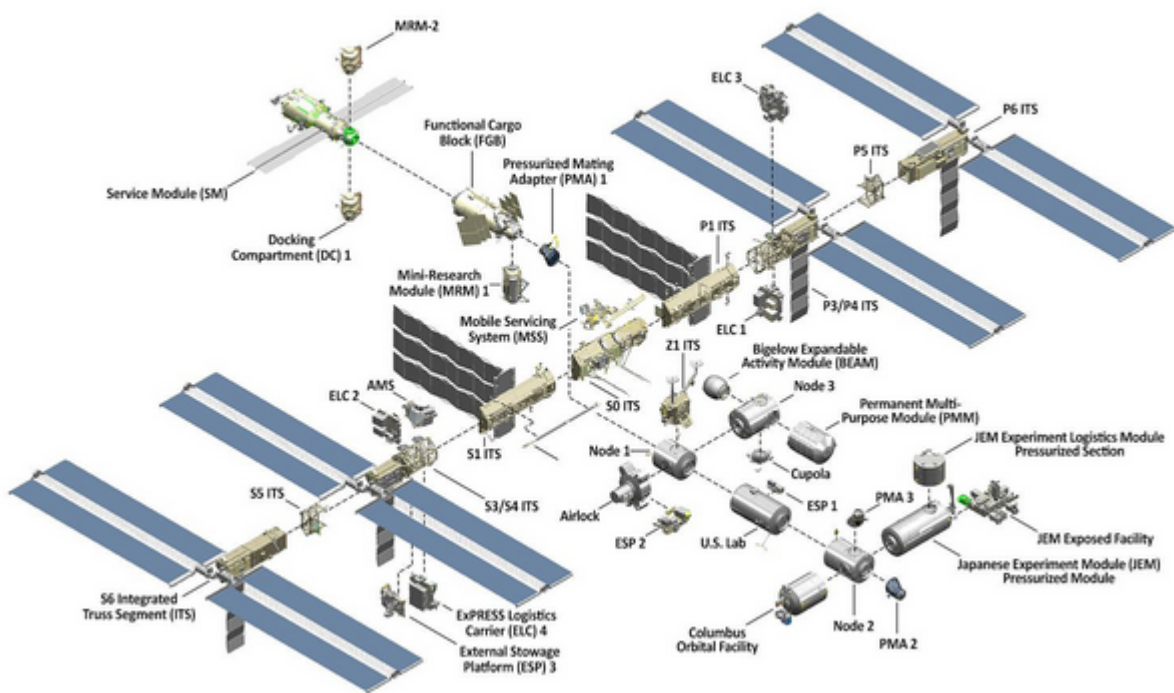 MRM-2
ELC 3
P6 ITS
Functional Cargo
Block (FGB)
P5 ITS
Pressurized Mating
Adapter (PMA) 1
Service Module (SM)
P1 ITS
Docking
Compartment (DC) 1
Mini-Research
Module (MRM) 1
P3/P4 ITS
Mobile Servicing
System (MSS)
ELC 1
Z1 ITS
Bigelow Expandable
Activity Module (BEAM)
Node 3
AMS
ELC 2
S0 ITS
Permanent Multi-
Purpose Module (PMM)
JEM Experiment Logistics Module
Pressurized Section
S1 ITS
Node 1
Cupola
S5 ITS
S3/S4 ITS
Airlock
ESP 1
PMA 3
ESP 2
U.S. Lab
JEM Exposed Facility
Japanese Experiment Module (JEM)
Pressurized Module
S6 Integrated
Truss Segment (ITS)
ExPRESS Logistics
Carrier (ELC) 4
Columbus
Orbital Facility
Node 2
PMA 2
External Stowage
Platform (ESP) 3